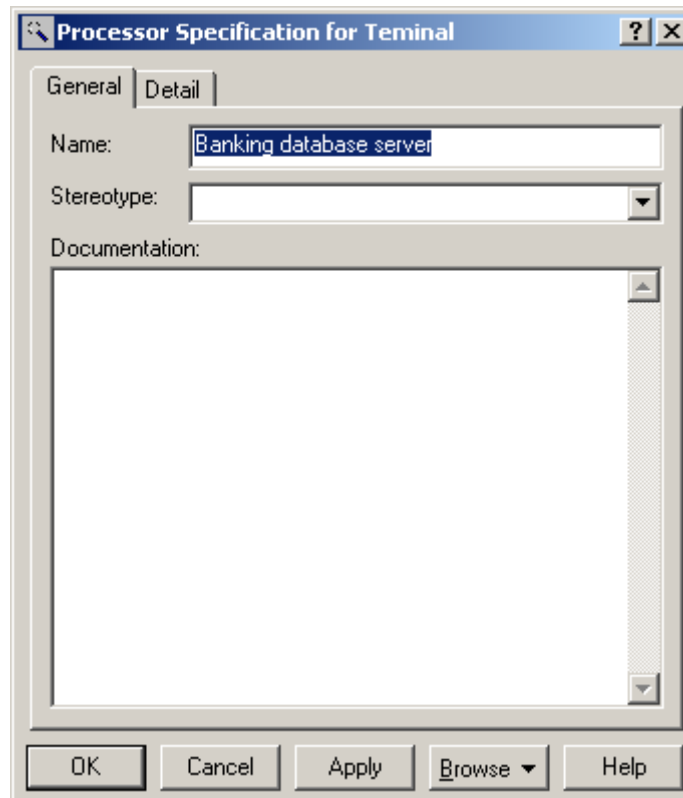 Processor Specification for Teminal
General Detail
Name: Banking database server
Stereotype:
Documentation:
OK Cancel Apply Browse Help